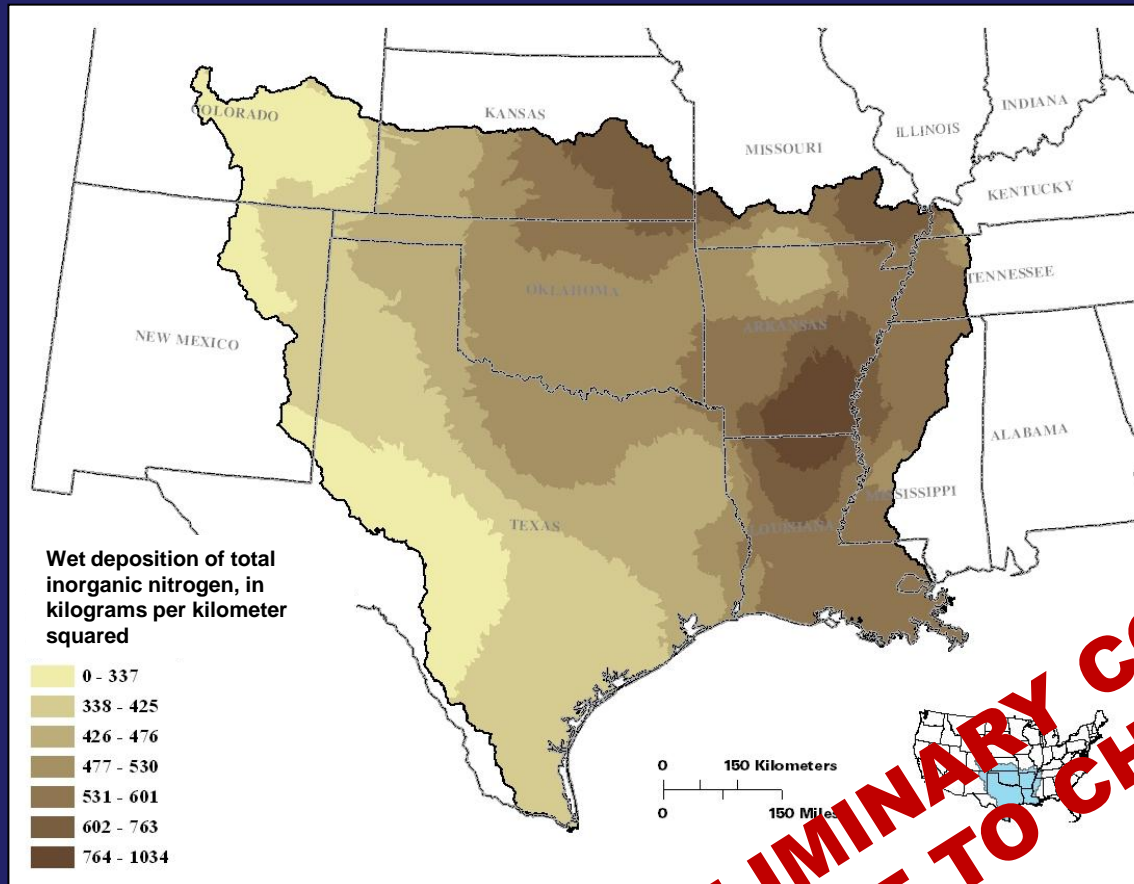 COLORADO
KANSAS
MISSOURI
ILLINOIS
INDIANA
KENTUCKY
TENNESSEE
NEW MEXICO
OKLAHOMA
ARKANSAS
ALABAMA
MISSISSIPPI
TEXAS
LOUISIANA
Wet deposition of total
inorganic nitrogen, in
kilograms per kilometer
squared
0 - 337
338 - 425
426 - 476
477 - 530
531 - 601
602 - 763
764 - 1034
0 150 Kilometers
0 150 Miles